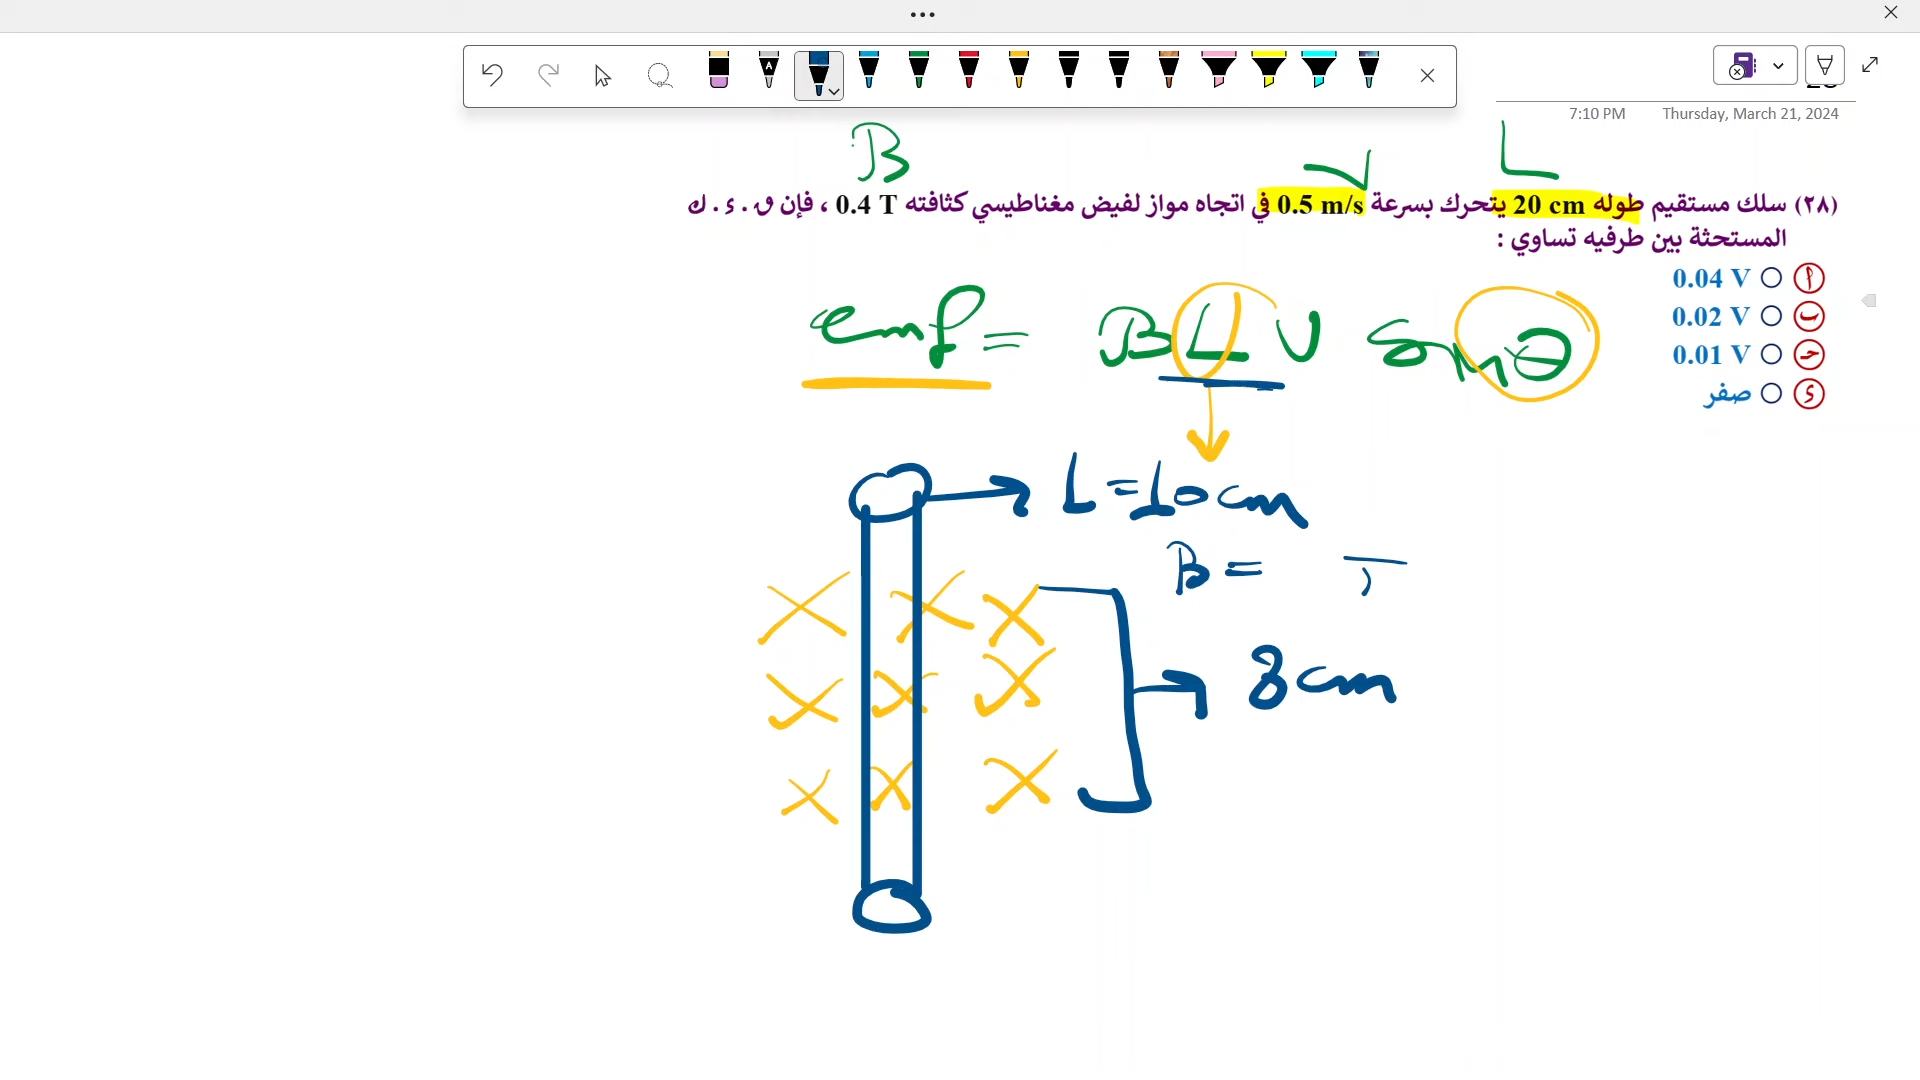 7:10 PM Thursday, March 21, 2024
B V L
(٢٨) سلك مستقيم طوله 20 cm يتحرك بسرعة 0.5 m/s في اتجاه مواز لفيض مغناطيسي كثافته 0.4 T ، فإن ق . ء . ك
المستحثة بين طرفيه تساوي :
أ 0.04 V
ب 0.02 V
حـ 0.01 V
ء صفر
emf = BLV Sinθ
L = 10 cm
B = T
8 cm